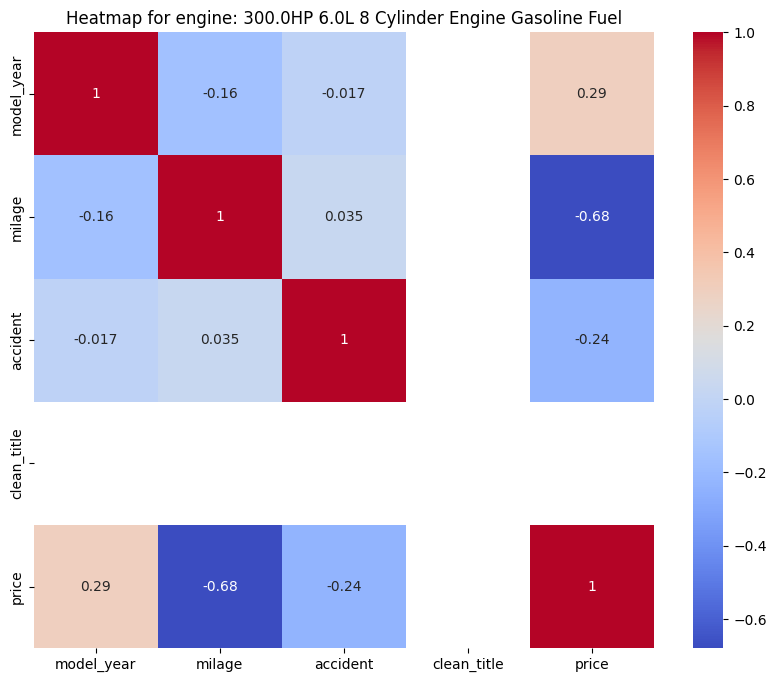 Heatmap for engine: 300.0HP 6.0L 8 Cylinder Engine Gasoline Fuel
model_year
1
-0.16
-0.017
0.29
milage
-0.16
1
0.035
-0.68
accident
-0.017
0.035
1
-0.24
clean_title
price
0.29
-0.68
-0.24
1
model_year
milage
accident
clean_title
price
1.0
0.8
0.6
0.4
0.2
0.0
−0.2
−0.4
−0.6